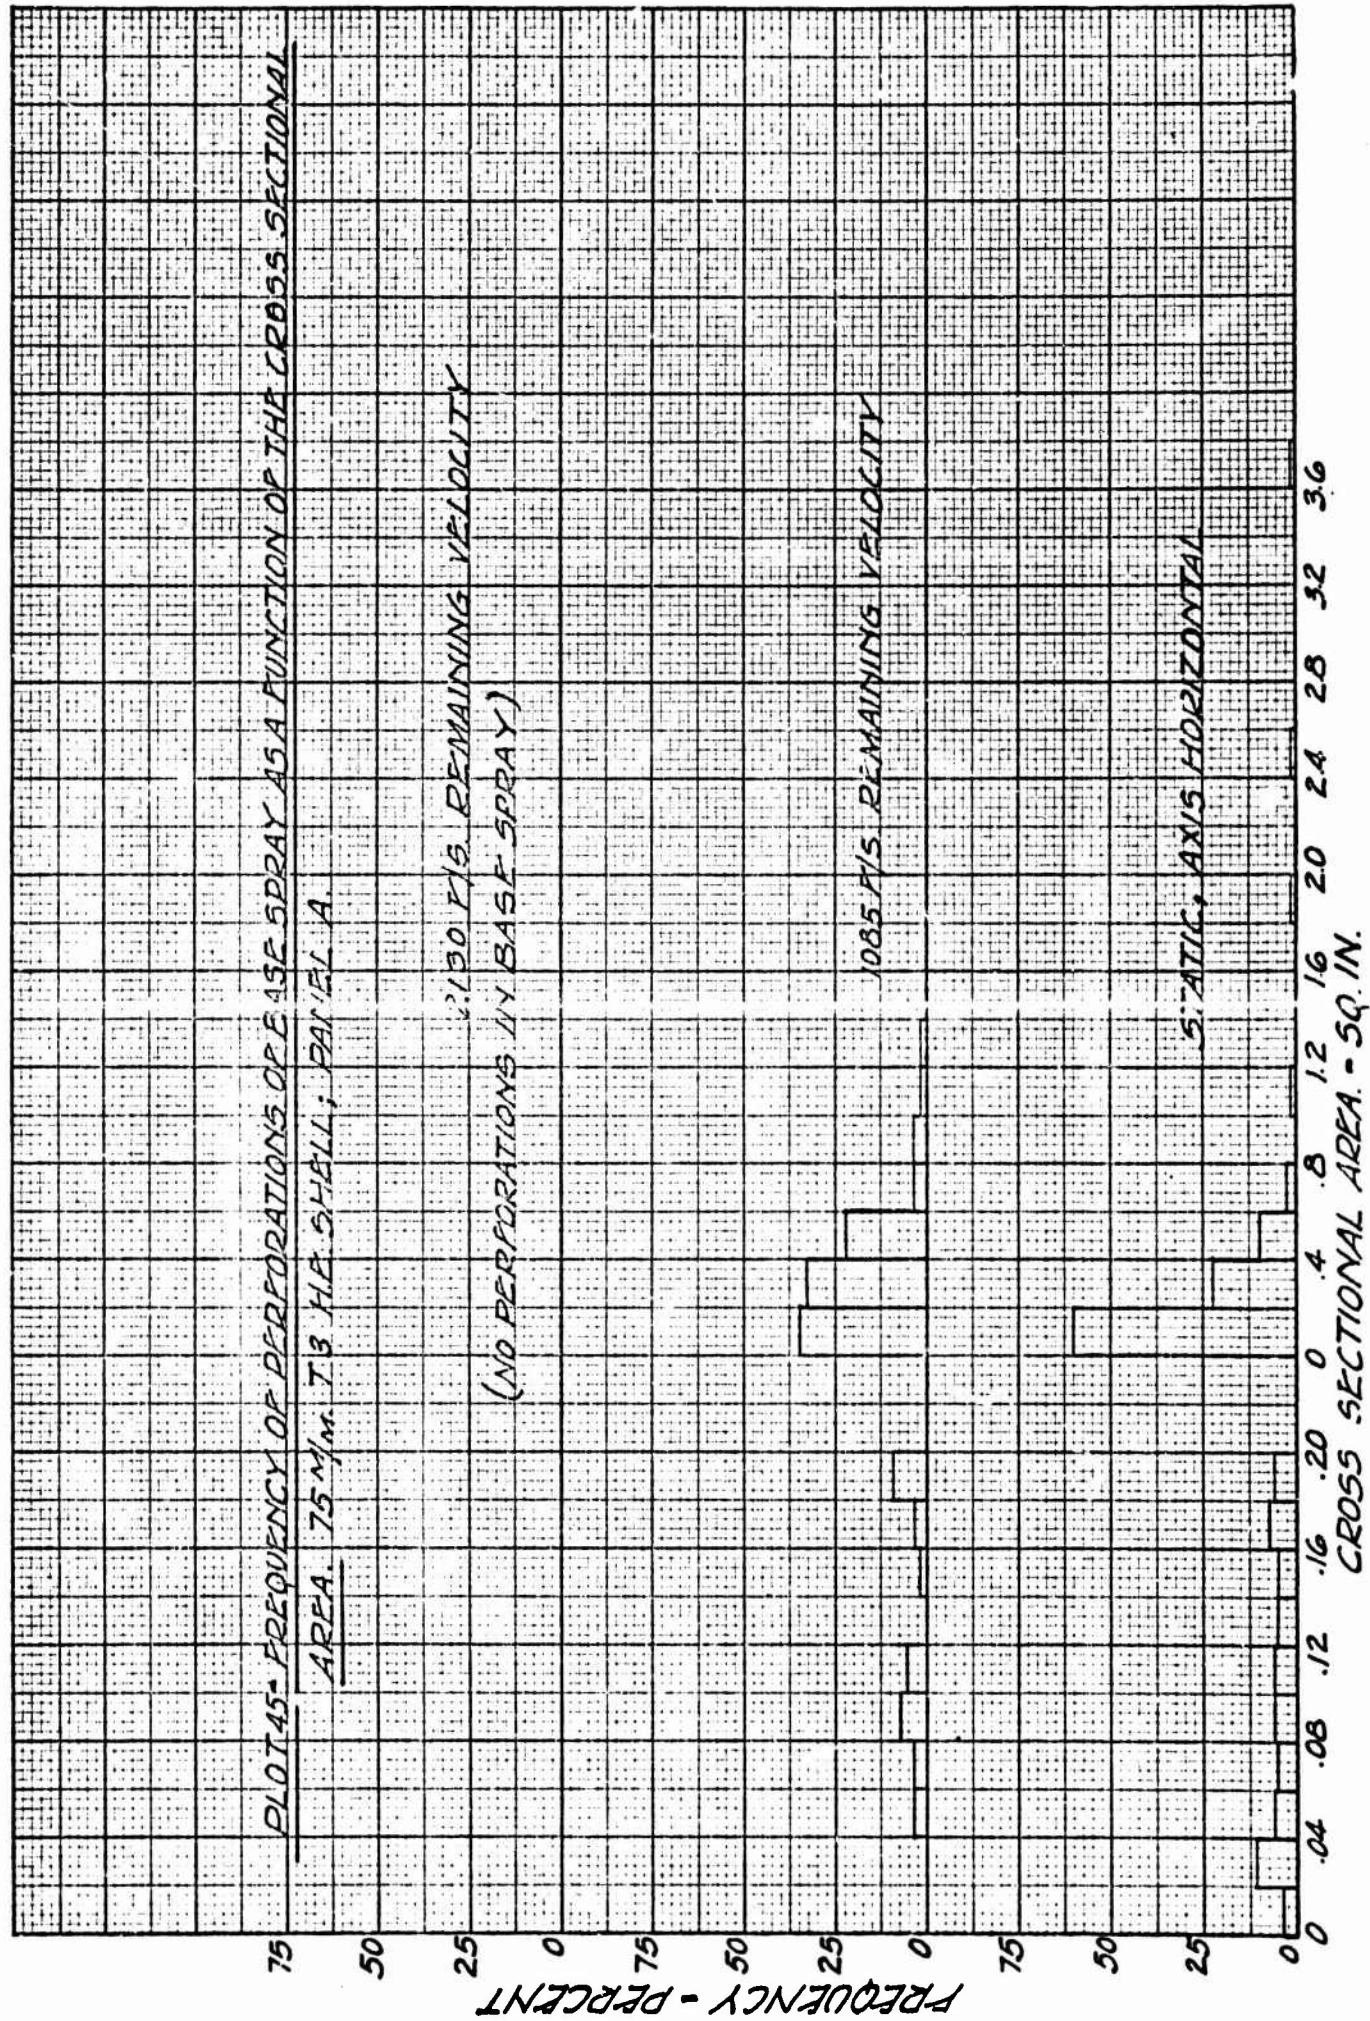 PLOT 45- FREQUENCY OF PERFORATIONS OF BASE SPRAY AS A FUNCTION OF THE CROSS SECTIONAL
AREA. 75 M/M. T3 H.E. SHELL; PANEL A.
2130 F/S. REMAINING VELOCITY
(NO PERFORATIONS IN BASE SPRAY)
1085 F/S REMAINING VELOCITY
STATIC, AXIS HORIZONTAL
FREQUENCY - PERCENT
75
50
25
0
75
50
25
0
75
50
25
0
0 .04 .08 .12 .16 .20 0 .4 .8 1.2 1.6 2.0 2.4 2.8 3.2 3.6
CROSS SECTIONAL AREA. - SQ. IN.